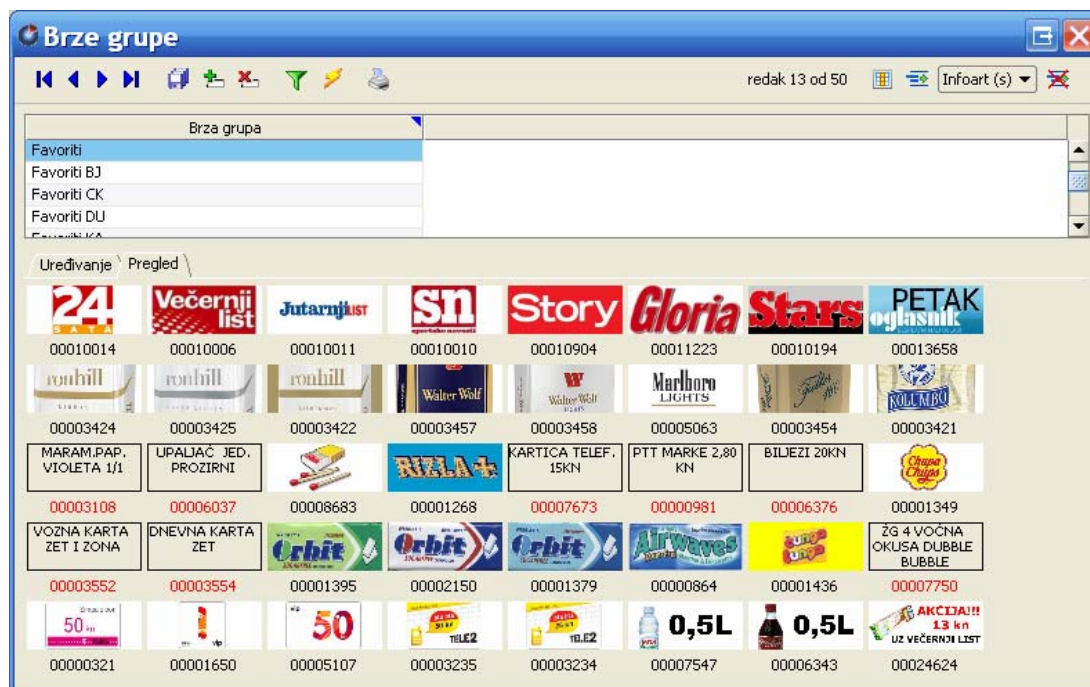 Brze grupe
redak 13 od 50 Infoart (s)
Brza grupa
Favoriti
Favoriti BJ
Favoriti CK
Favoriti DU
Uređivanje Pregled
24 SATA Večernji list Jutarnji LIST sn sportske novosti Story Gloria Stars PETAK oglasnik
00010014 00010006 00010011 00010010 00010904 00011223 00010194 00013658
ronhill ronhill ronhill Walter Wolf Walter Wolf Marlboro LIGHTS KOLUMBO
00003424 00003425 00003422 00003457 00003458 00005063 00003454 00003421
MARAM.PAP. VIOLETA 1/1 UPALJAČ JED. PROZIRNI RIZLA+ KARTICA TELEF. 15KN PTT MARKE 2,80 KN BILJEZI 20KN Chupa Chups
00003108 00006037 00008683 00001268 00007673 00000981 00006376 00001349
VOZNA KARTA ZET I ZONA DNEVNA KARTA ZET Orbit Orbit Orbit Airwaves bunga bunga ŽG 4 VOĆNA OKUSA DUBBLE BUBBLE
00003552 00003554 00001395 00002150 00001379 00000864 00001436 00007750
50 kn vip vip 50 TELE2 TELE2 0,5L 0,5L AKCIJA!!! 13 kn UZ VEČERNJI LIST
00000321 00001650 00005107 00003235 00003234 00007547 00006343 00024624